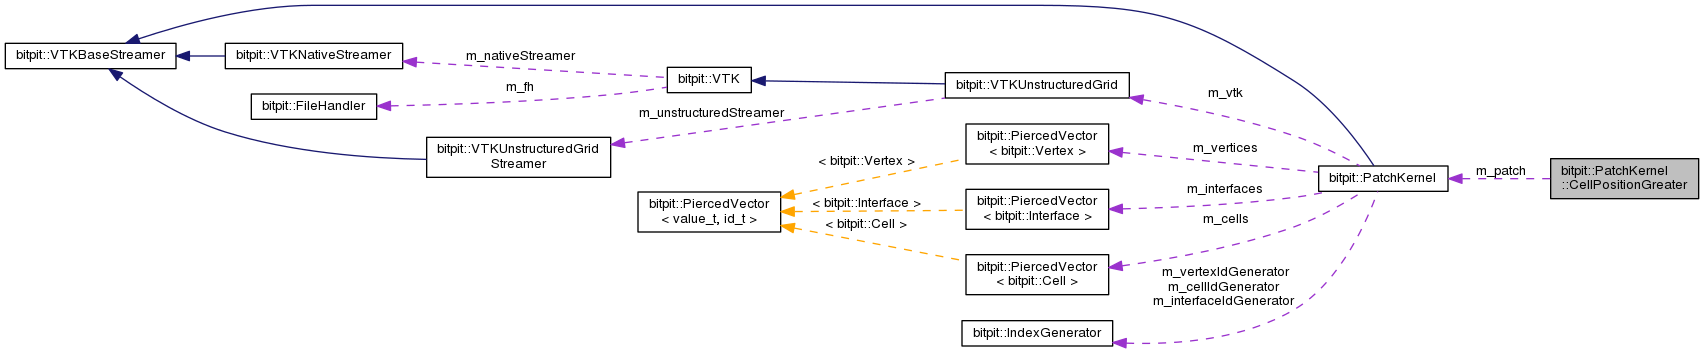 bitpit::VTKBaseStreamer
bitpit::VTKNativeStreamer
m_nativeStreamer
bitpit::VTK
m_fh
bitpit::FileHandler
bitpit::VTKUnstructuredGrid
m_unstructuredStreamer
bitpit::VTKUnstructuredGrid
Streamer
m_vtk
bitpit::PiercedVector
< bitpit::Vertex >
m_vertices
< bitpit::Vertex >
bitpit::PatchKernel
m_patch
bitpit::PatchKernel
::CellPositionGreater
bitpit::PiercedVector
< value_t, id_t >
< bitpit::Interface >
bitpit::PiercedVector
< bitpit::Interface >
m_interfaces
< bitpit::Cell >
m_cells
bitpit::PiercedVector
< bitpit::Cell >
m_vertexIdGenerator
m_cellIdGenerator
m_interfaceIdGenerator
bitpit::IndexGenerator